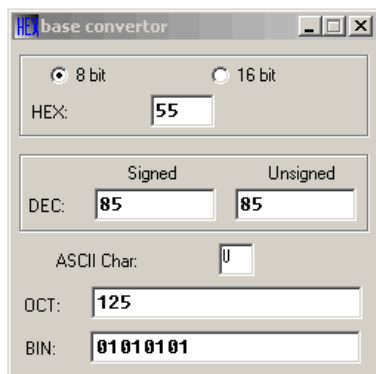 HEX base convertor
8 bit 16 bit
HEX: 55
Signed Unsigned
DEC: 85 85
ASCII Char: U
OCT: 125
BIN: 01010101